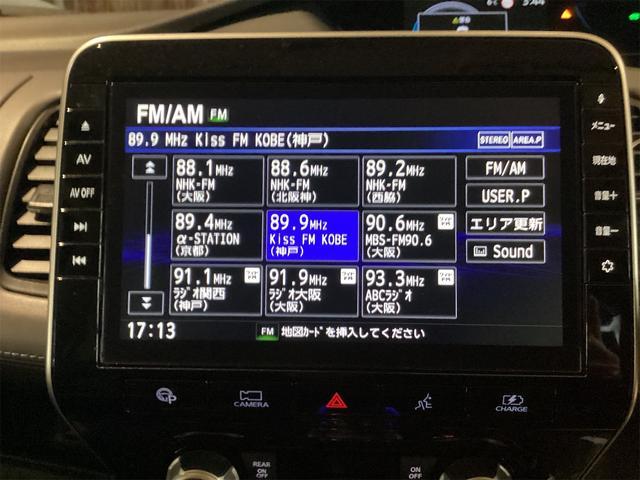 FM/AM FM
89.9 MHz Kiss FM KOBE(神戸) STEREO AREA.P
88.1MHz
NHK-FM
(大阪)
88.6MHz
NHK-FM
(北阪神)
89.2MHz
NHK-FM
(西脇)
89.4MHz
α-STATION
(京都)
89.9MHz
Kiss FM KOBE
(神戸)
90.6MHz
MBS-FM90.6
(大阪)
91.1MHz
ラジオ関西
(神戸)
91.9MHz
ラジオ大阪
(大阪)
93.3MHz
ABCラジオ
(大阪)
FM/AM
USER.P
エリア更新
Sound
17:13 FM 地図カードを挿入してください
AV
AV OFF
メニュー
現在地
音量+
音量-
P
CAMERA
CHARGE
REAR
ON
OFF
ON
OFF